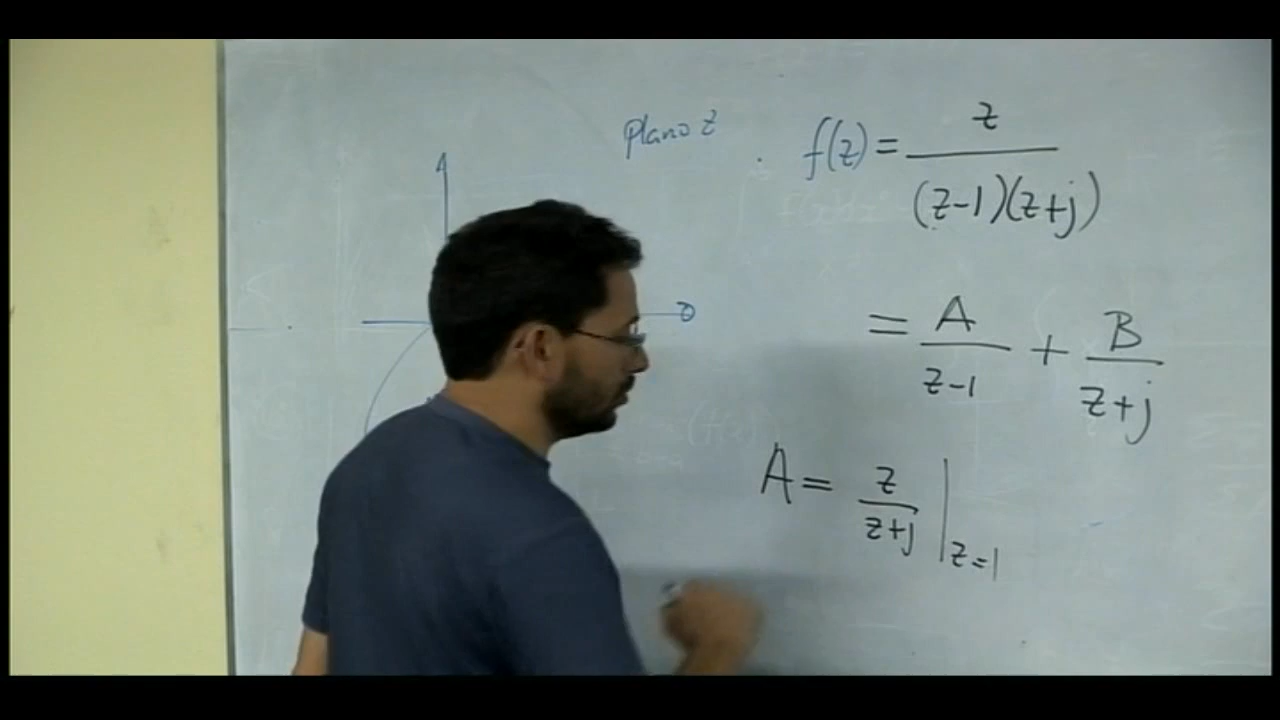 plano z
f(z) = z / (z-1)(z+j)
= A / z-1 + B / z+j
A = z / z+j | z=1